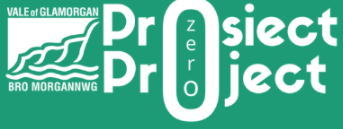 VALE of GLAMORGAN
BRO MORGANNWG
Prosiect
zero
Project